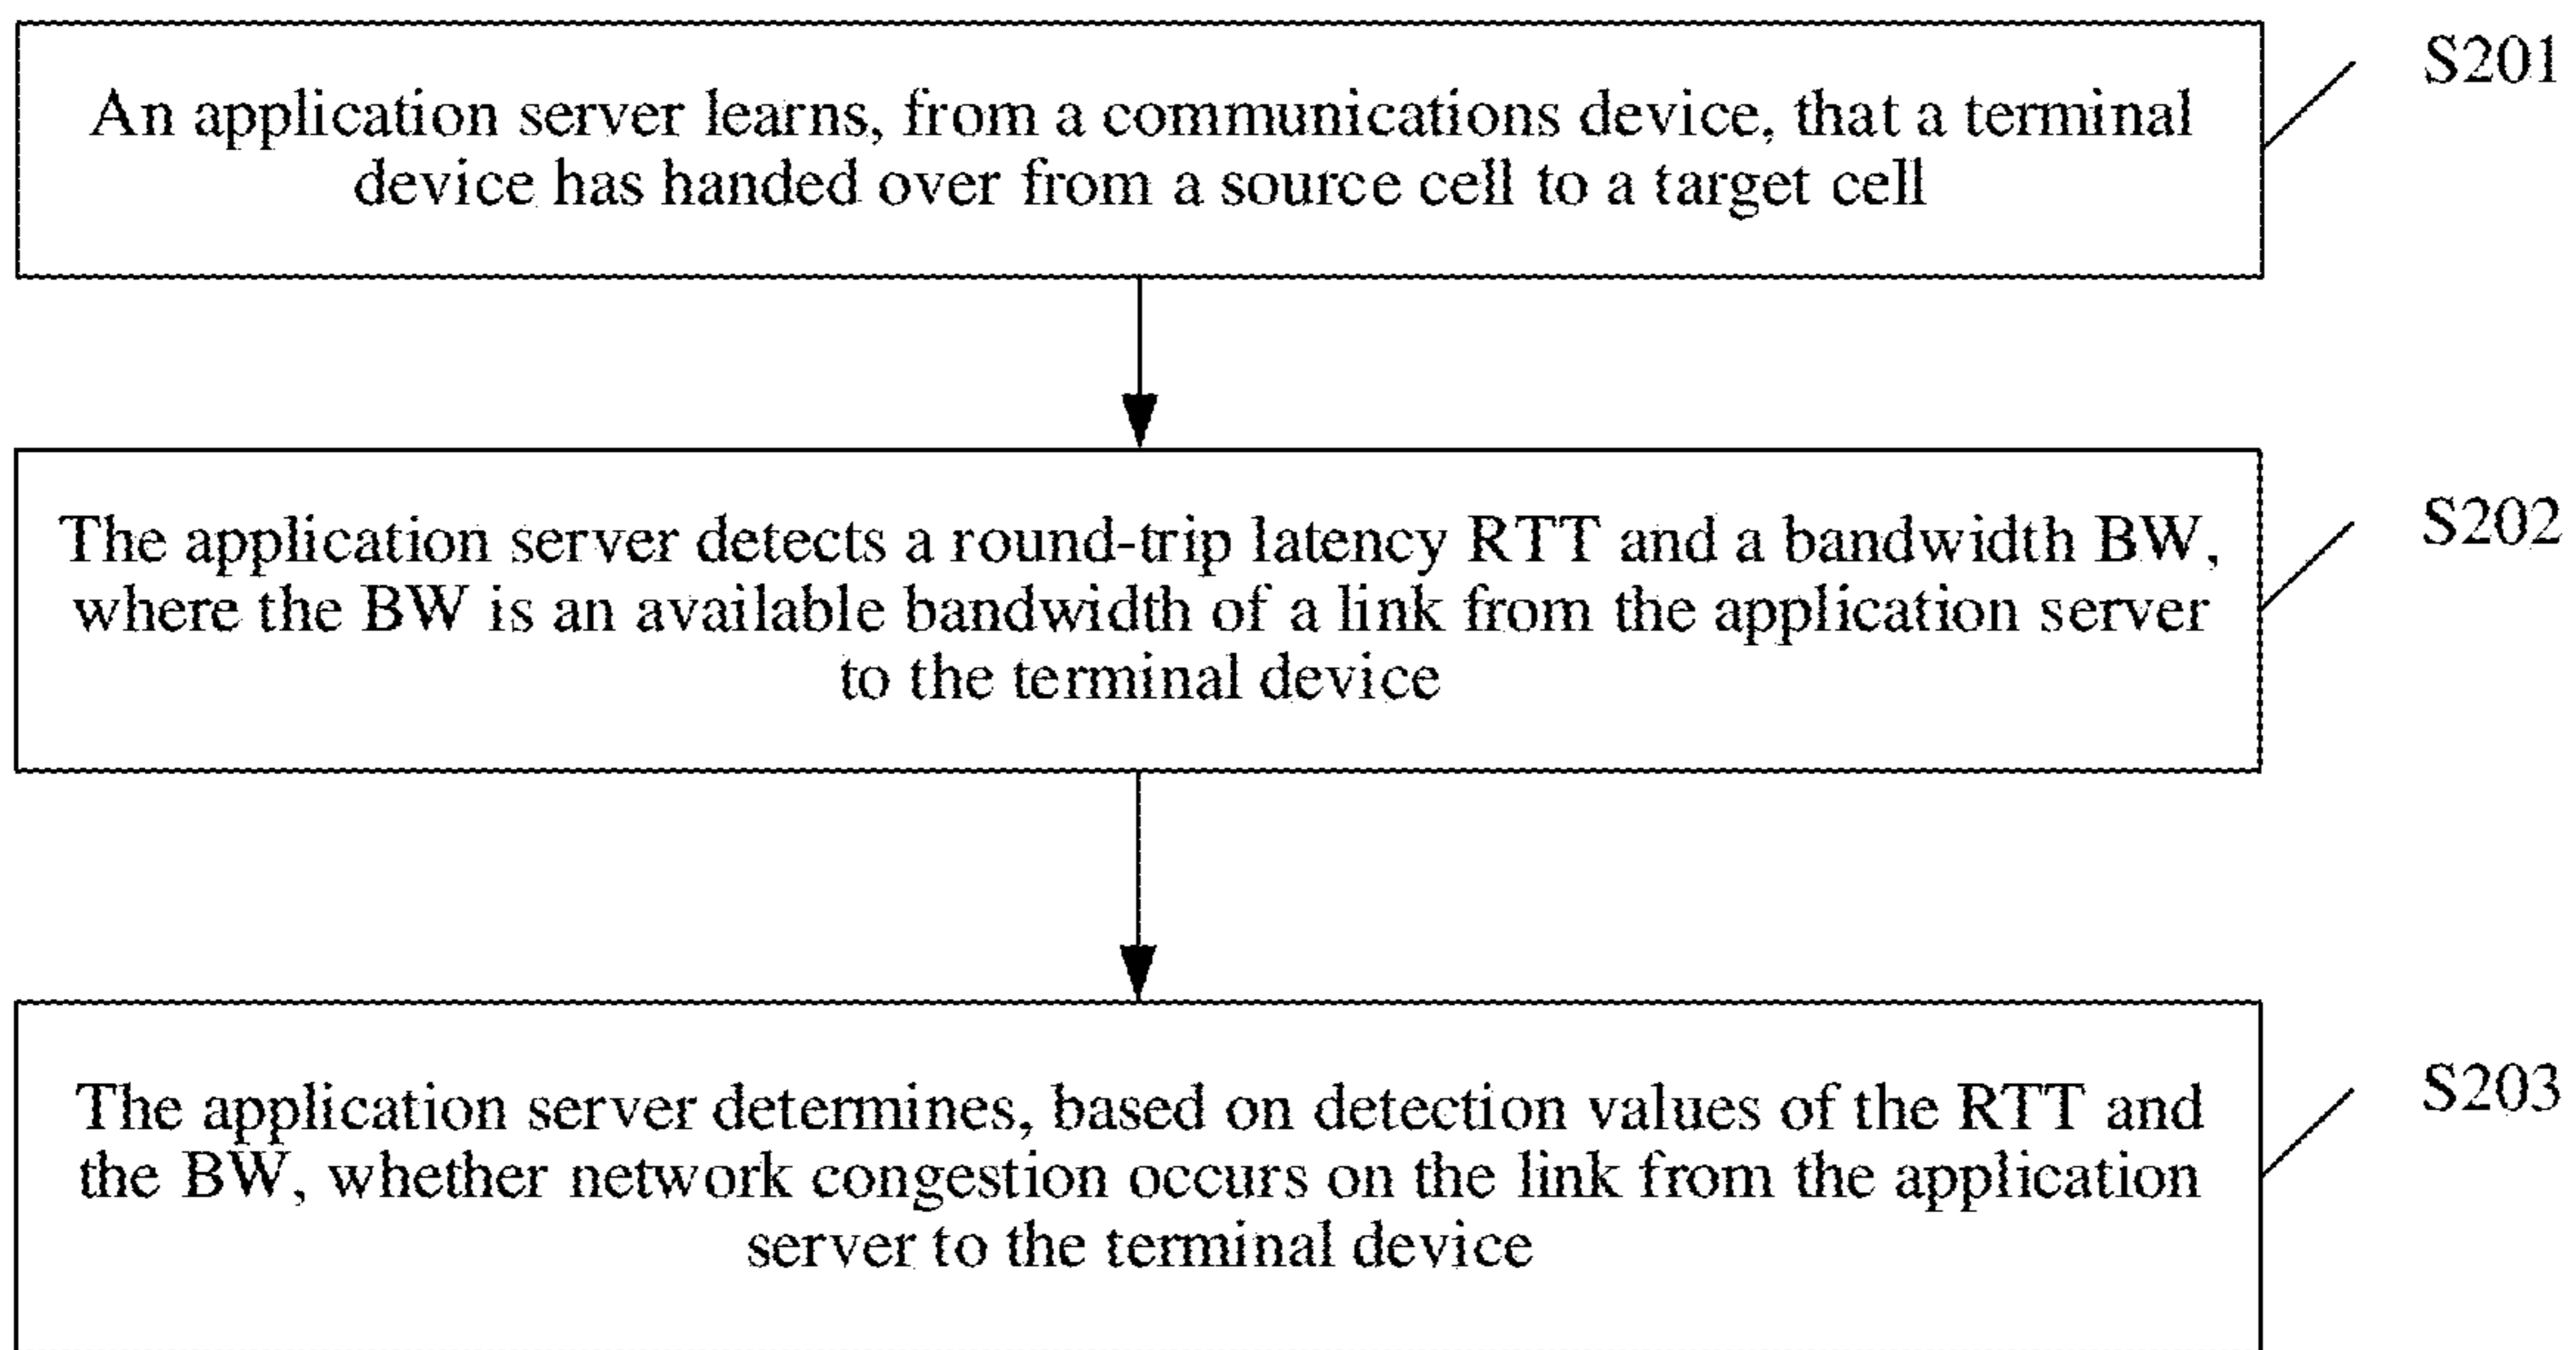 An application server learns, from a communications device, that a terminal
device has handed over from a source cell to a target cell
S201
The application server detects a round-trip latency RTT and a bandwidth BW,
where the BW is an available bandwidth of a link from the application server
to the terminal device
S202
The application server determines, based on detection values of the RTT and
the BW, whether network congestion occurs on the link from the application
server to the terminal device
S203